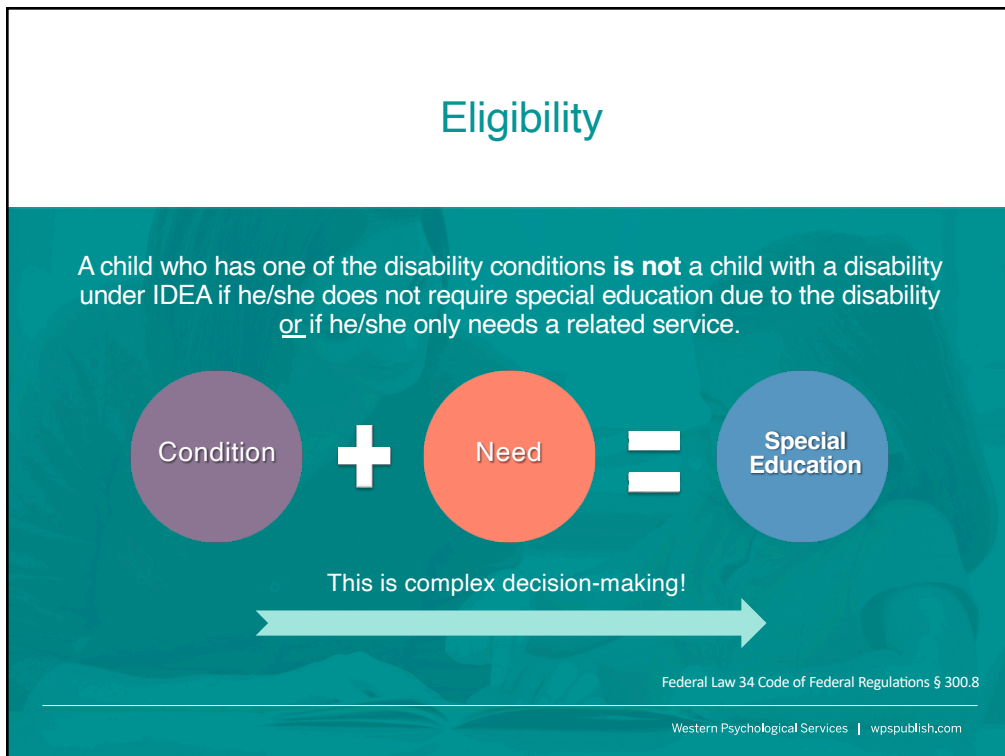 Eligibility
A child who has one of the disability conditions is not a child with a disability
under IDEA if he/she does not require special education due to the disability
or if he/she only needs a related service.
Condition + Need = Special
Education
This is complex decision-making!
Federal Law 34 Code of Federal Regulations § 300.8
Western Psychological Services | wpspublish.com